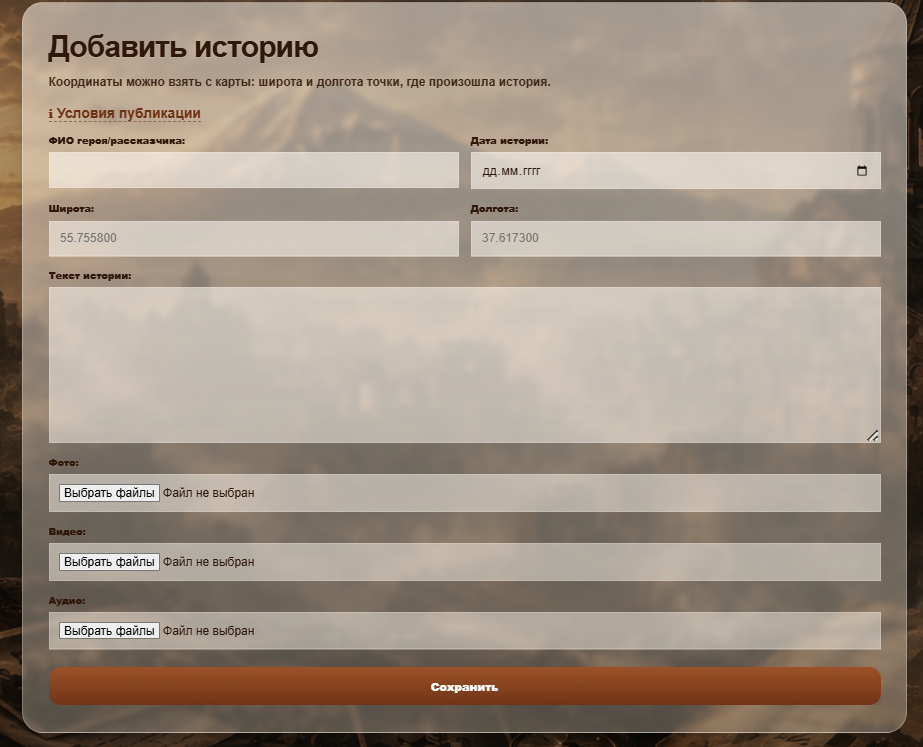 Добавить историю
Координаты можно взять с карты: широта и долгота точки, где произошла история.
ℹ Условия публикации
ФИО героя/рассказчика:
Дата истории:
дд.мм.гггг
Широта:
Долгота:
55.755800
37.617300
Текст истории:
Фото:
Выбрать файлы Файл не выбран
Видео:
Выбрать файлы Файл не выбран
Аудио:
Выбрать файлы Файл не выбран
Сохранить